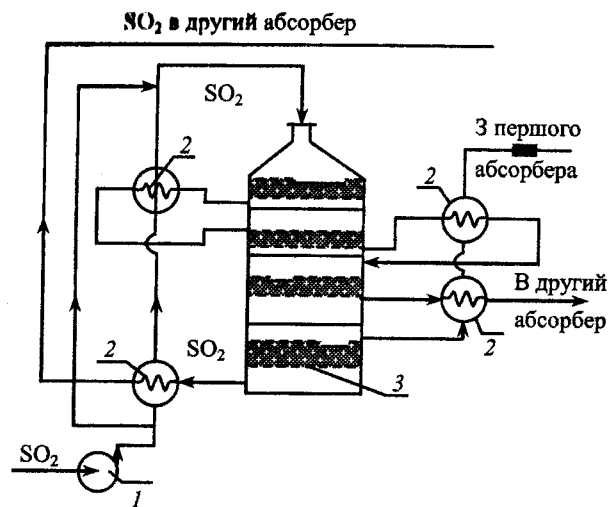 SO₂ в другий абсорбер
SO₂
З першого
абсорбера
2
2
В другий
абсорбер
2
2
SO₂
3
SO₂
1